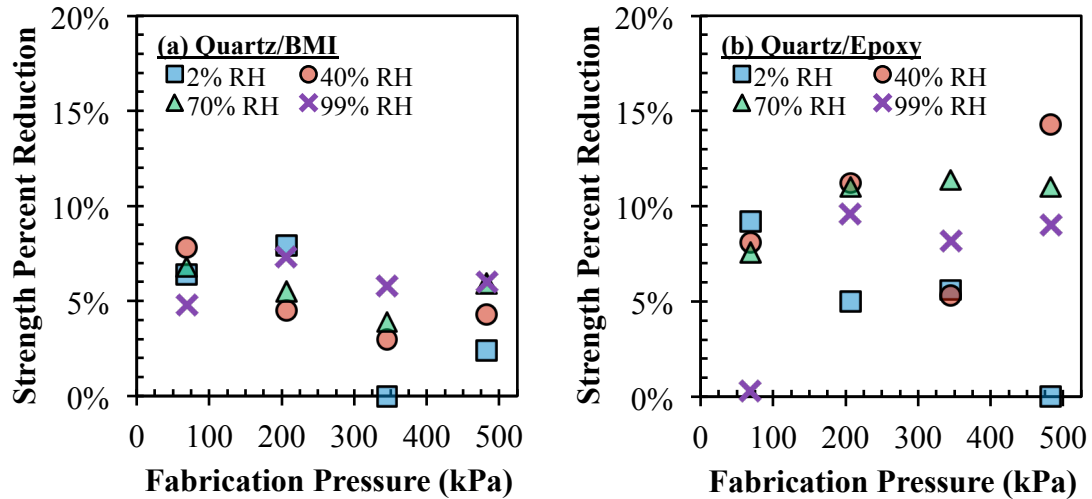 Strength Percent Reduction
20%
15%
10%
5%
0%
(a) Quartz/BMI
2% RH
40% RH
70% RH
99% RH
0 100 200 300 400 500
Fabrication Pressure (kPa)
Strength Percent Reduction
20%
15%
10%
5%
0%
(b) Quartz/Epoxy
2% RH
40% RH
70% RH
99% RH
0 100 200 300 400 500
Fabrication Pressure (kPa)